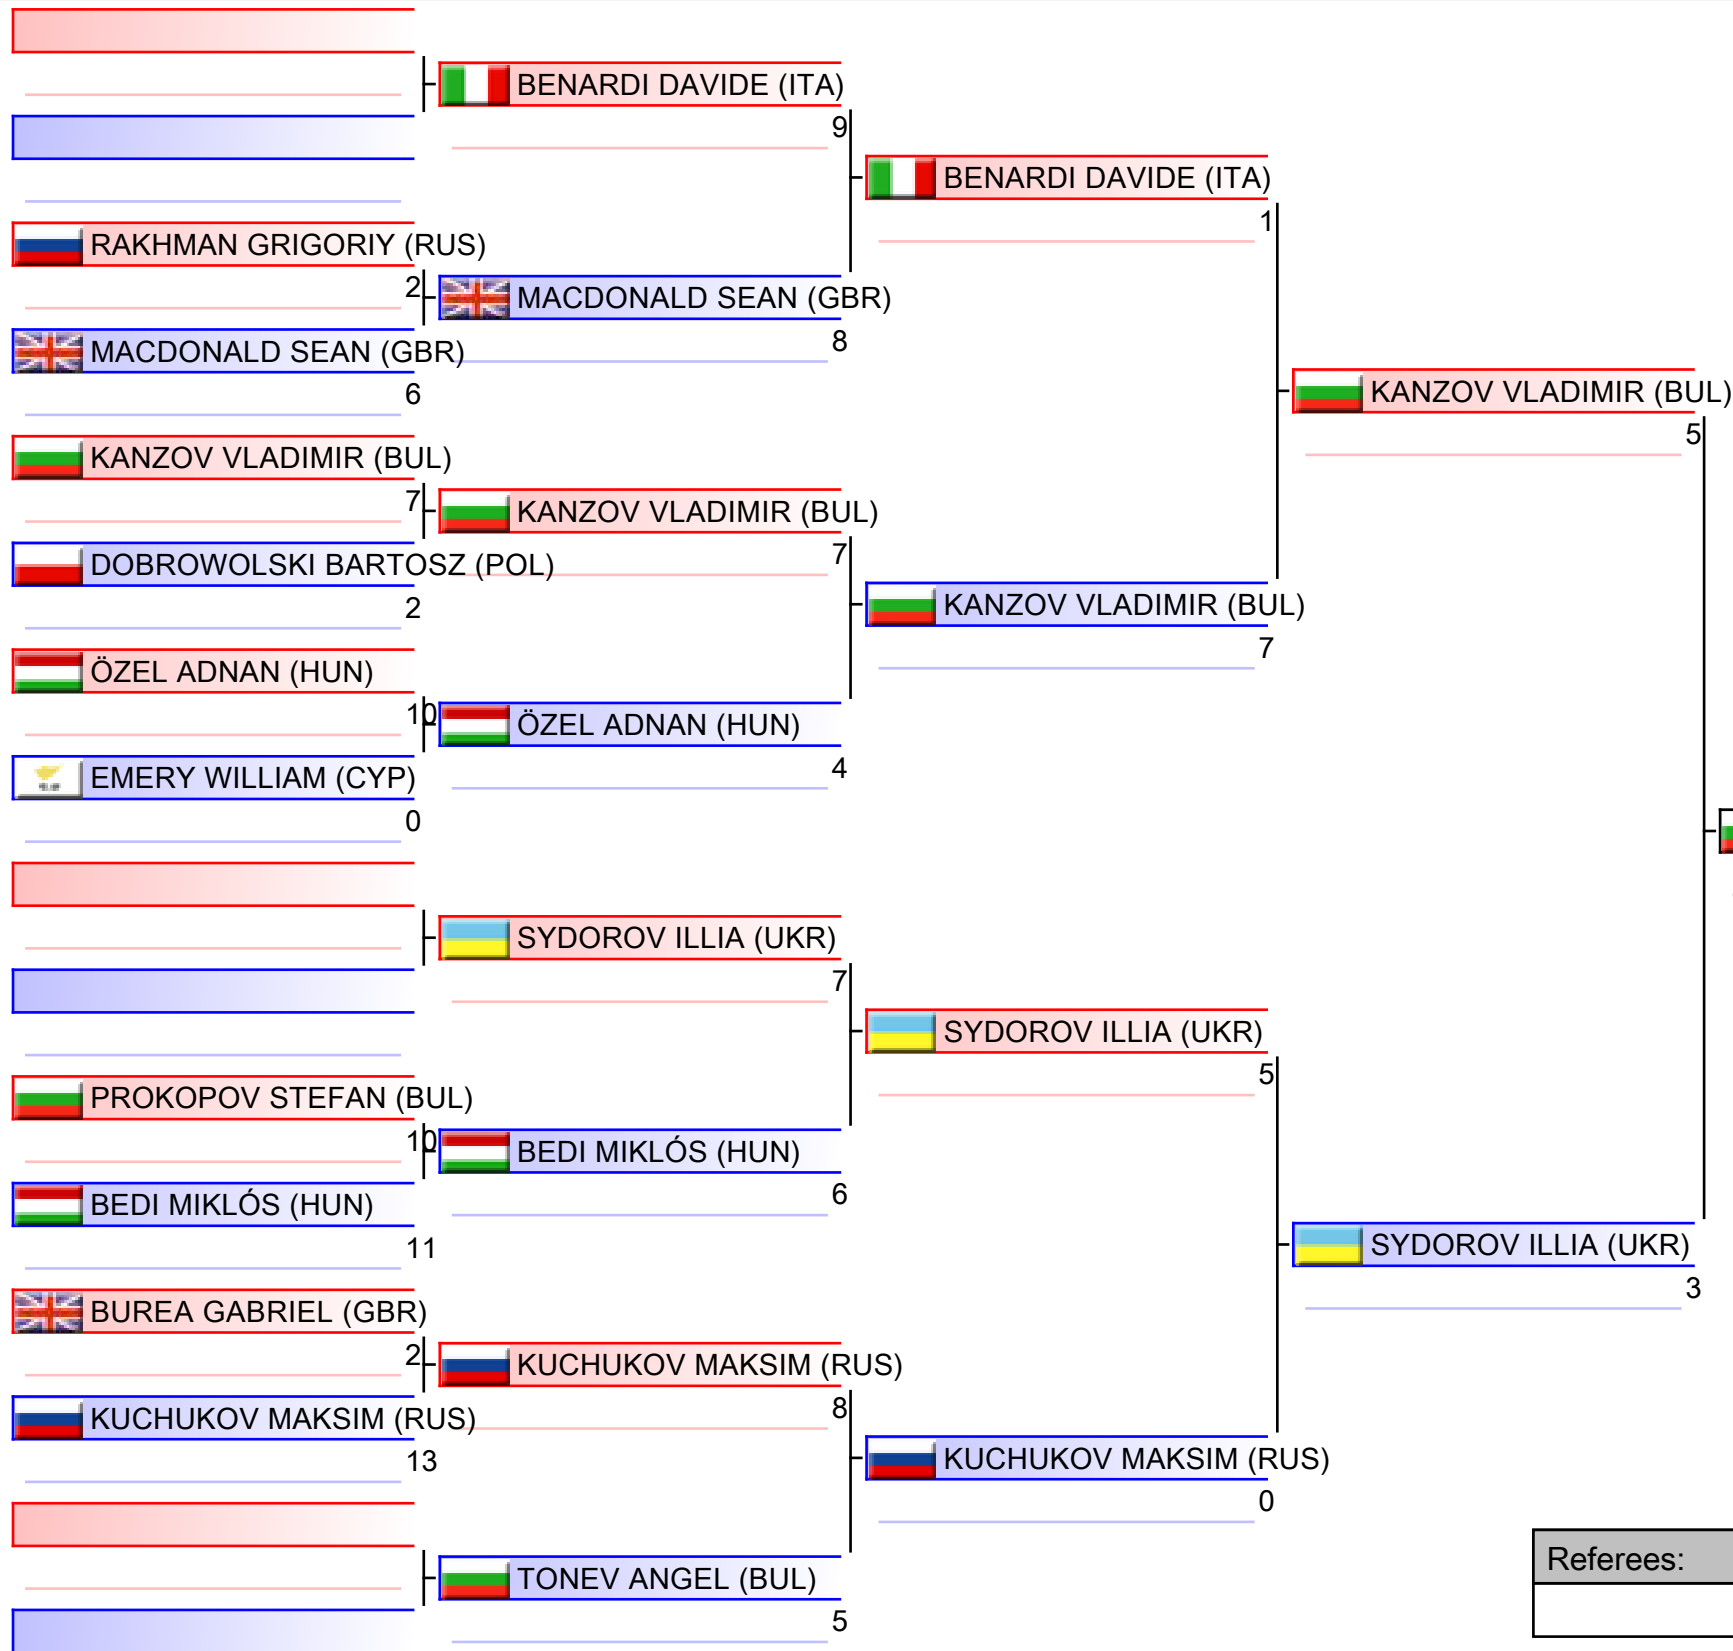 BENARDI DAVIDE (ITA)
9
BENARDI DAVIDE (ITA)
1
RAKHMAN GRIGORIY (RUS)
2
MACDONALD SEAN (GBR)
8
MACDONALD SEAN (GBR)
6
KANZOV VLADIMIR (BUL)
5
KANZOV VLADIMIR (BUL)
7
KANZOV VLADIMIR (BUL)
7
DOBROWOLSKI BARTOSZ (POL)
2
KANZOV VLADIMIR (BUL)
7
ÖZEL ADNAN (HUN)
10
ÖZEL ADNAN (HUN)
4
EMERY WILLIAM (CYP)
0
SYDOROV ILLIA (UKR)
7
SYDOROV ILLIA (UKR)
5
PROKOPOV STEFAN (BUL)
10
BEDI MIKLÓS (HUN)
6
BEDI MIKLÓS (HUN)
11
SYDOROV ILLIA (UKR)
3
BUREA GABRIEL (GBR)
2
KUCHUKOV MAKSIM (RUS)
8
KUCHUKOV MAKSIM (RUS)
13
KUCHUKOV MAKSIM (RUS)
0
TONEV ANGEL (BUL)
5
Referees: